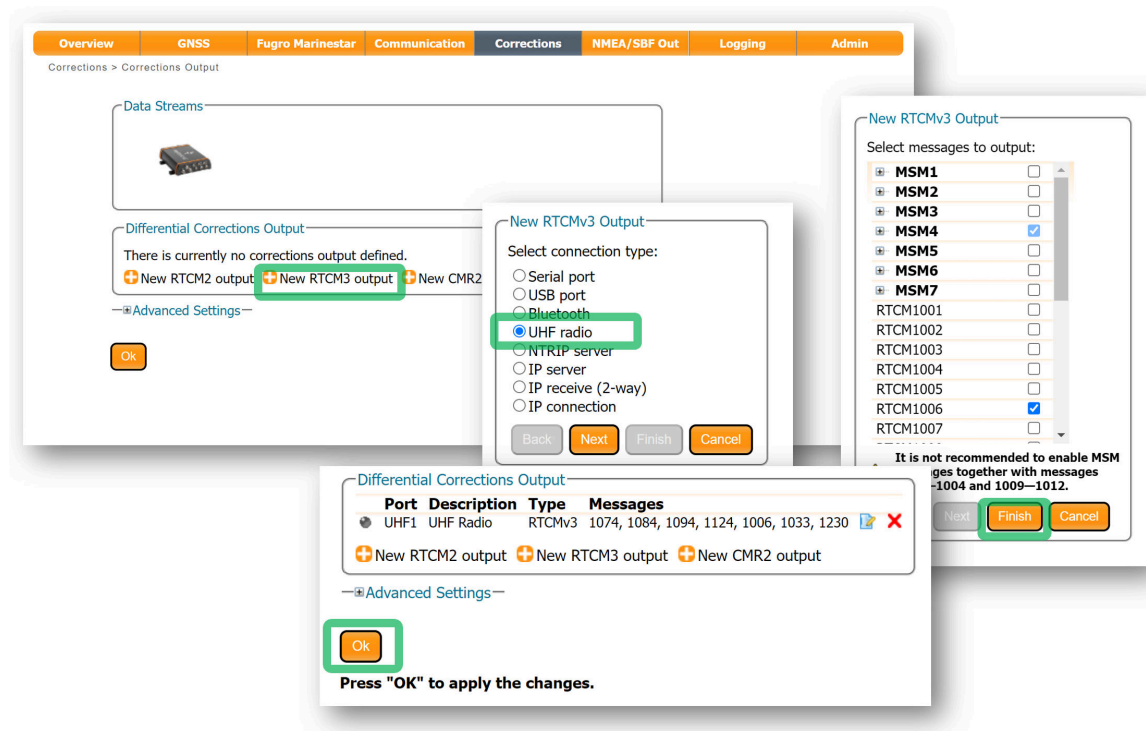 Overview GNSS Fugro Marinestar Communication Corrections NMEA/SBF Out Logging Admin
Corrections > Corrections Output
Data Streams
Differential Corrections Output
There is currently no corrections output defined.
New RTCM2 output New RTCM3 output New CMR2
Advanced Settings
Ok
New RTCMv3 Output
Select connection type:
Serial port
USB port
Bluetooth
UHF radio
NTRIP server
IP server
IP receive (2-way)
IP connection
Back Next Finish Cancel
New RTCMv3 Output
Select messages to output:
MSM1
MSM2
MSM3
MSM4
MSM5
MSM6
MSM7
RTCM1001
RTCM1002
RTCM1003
RTCM1004
RTCM1005
RTCM1006
RTCM1007
It is not recommended to enable MSM
ges together with messages
–1004 and 1009—1012.
Next Finish Cancel
Differential Corrections Output
Port Description Type Messages
UHF1 UHF Radio RTCMv3 1074, 1084, 1094, 1124, 1006, 1033, 1230
New RTCM2 output New RTCM3 output New CMR2 output
Advanced Settings
Ok
Press "OK" to apply the changes.